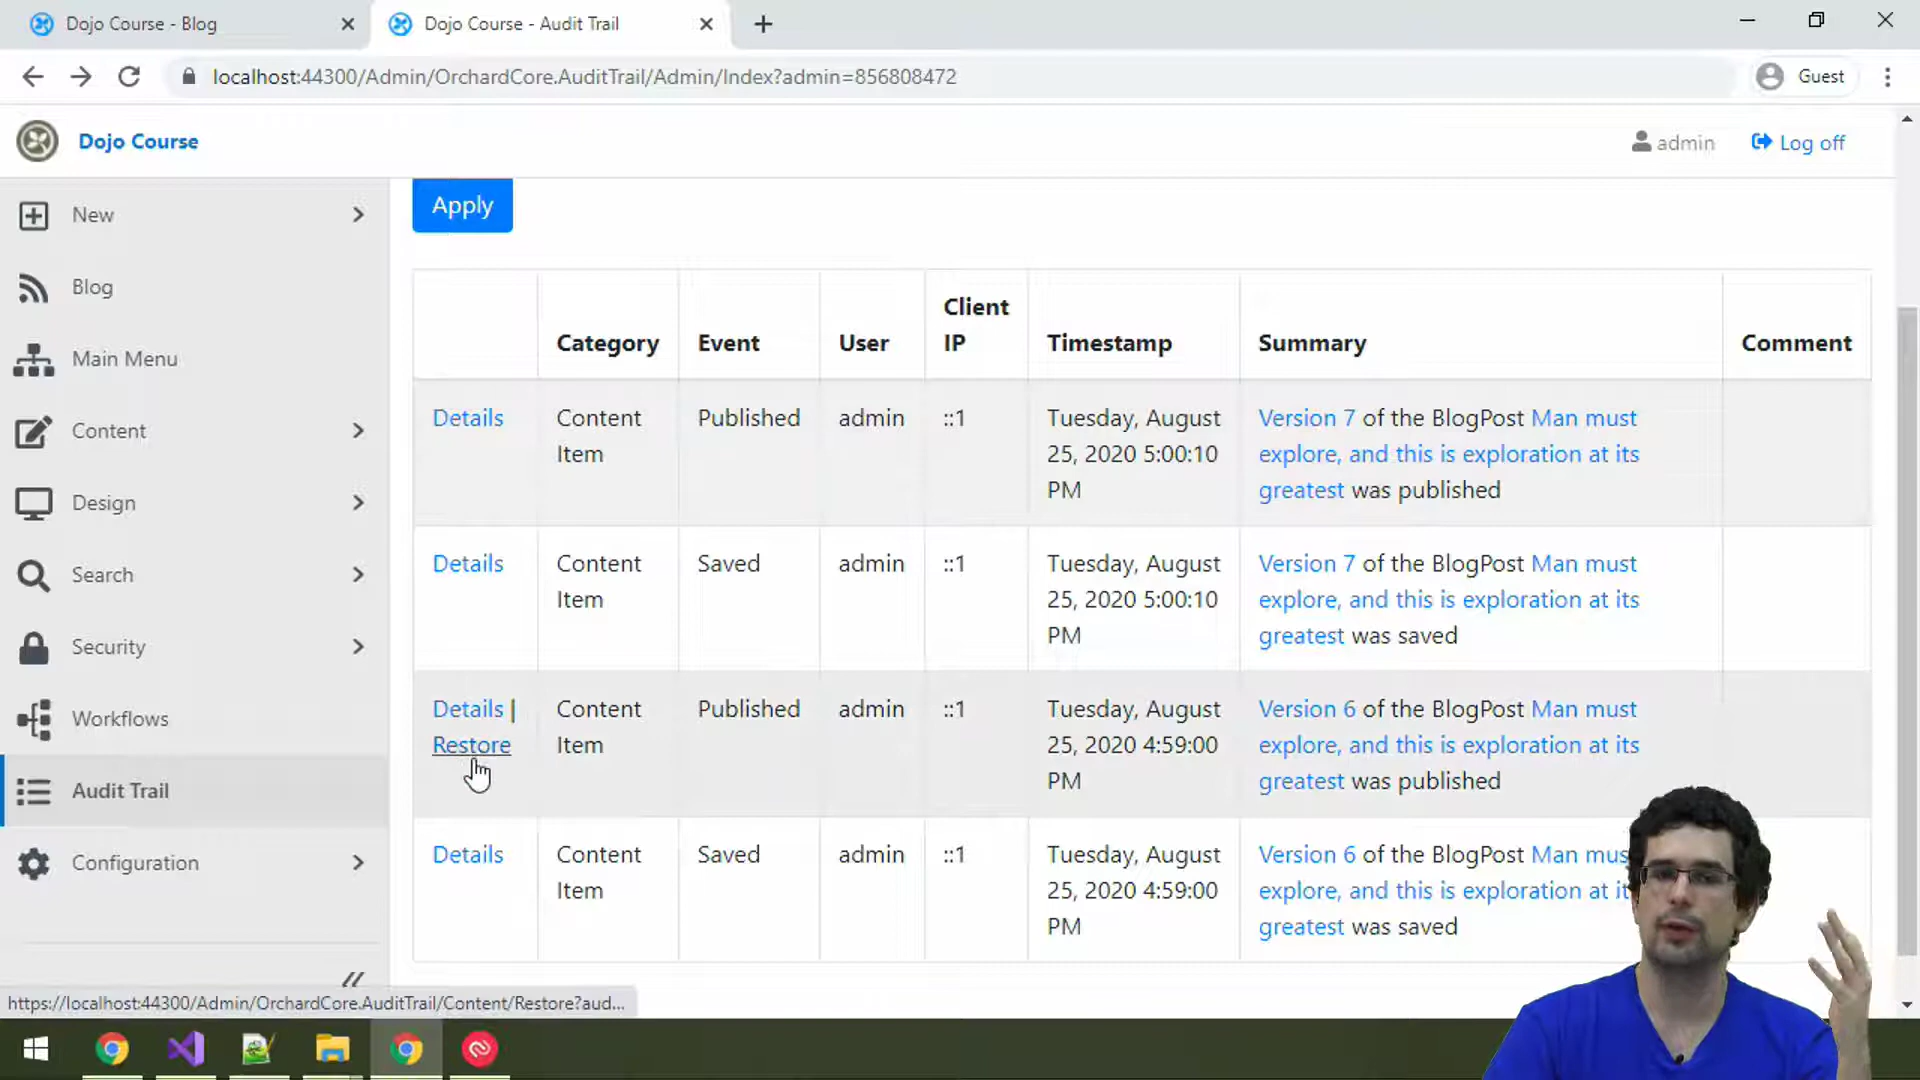 Dojo Course - Blog
Dojo Course - Audit Trail
localhost:44300/Admin/OrchardCore.AuditTrail/Admin/Index?admin=856808472
Guest
Dojo Course
admin
Log off
New
Blog
Main Menu
Content
Design
Search
Security
Workflows
Audit Trail
Configuration
Apply
Category
Event
User
Client
IP
Timestamp
Summary
Comment
Details
Content
Item
Published
admin
::1
Tuesday, August
25, 2020 5:00:10
PM
Version 7 of the BlogPost Man must
explore, and this is exploration at its
greatest was published
Details
Content
Item
Saved
admin
::1
Tuesday, August
25, 2020 5:00:10
PM
Version 7 of the BlogPost Man must
explore, and this is exploration at its
greatest was saved
Details |
Restore
Content
Item
Published
admin
::1
Tuesday, August
25, 2020 4:59:00
PM
Version 6 of the BlogPost Man must
explore, and this is exploration at its
greatest was published
Details
Content
Item
Saved
admin
::1
Tuesday, August
25, 2020 4:59:00
PM
Version 6 of the BlogPost Man
explore, and this is exploration at
greatest was saved
https://localhost:44300/Admin/OrchardCore.AuditTrail/Content/Restore?aud...